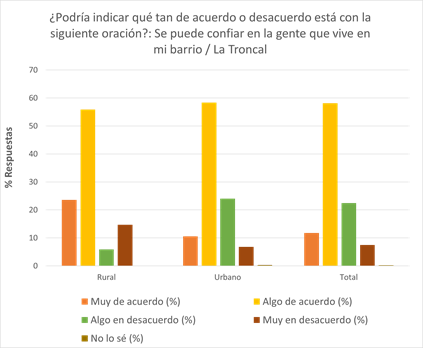 ¿Podría indicar qué tan de acuerdo o desacuerdo está con la
siguiente oración?: Se puede confiar en la gente que vive en
mi barrio / La Troncal
% Respuestas
70
60
50
40
30
20
10
0
Rural
Urbano
Total
Muy de acuerdo (%)
Algo de acuerdo (%)
Algo en desacuerdo (%)
Muy en desacuerdo (%)
No lo sé (%)